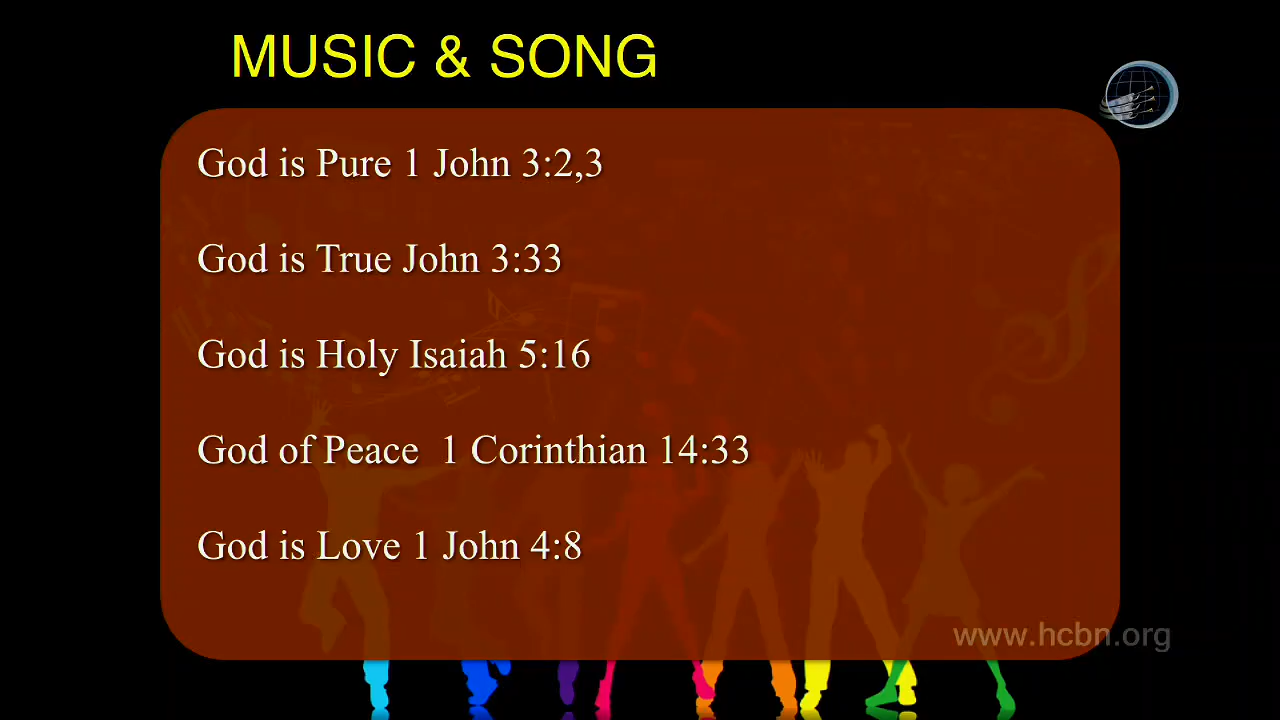 MUSIC & SONG
God is Pure 1 John 3:2,3
God is True John 3:33
God is Holy Isaiah 5:16
God of Peace  1 Corinthian 14:33
God is Love 1 John 4:8
www.hcbn.org